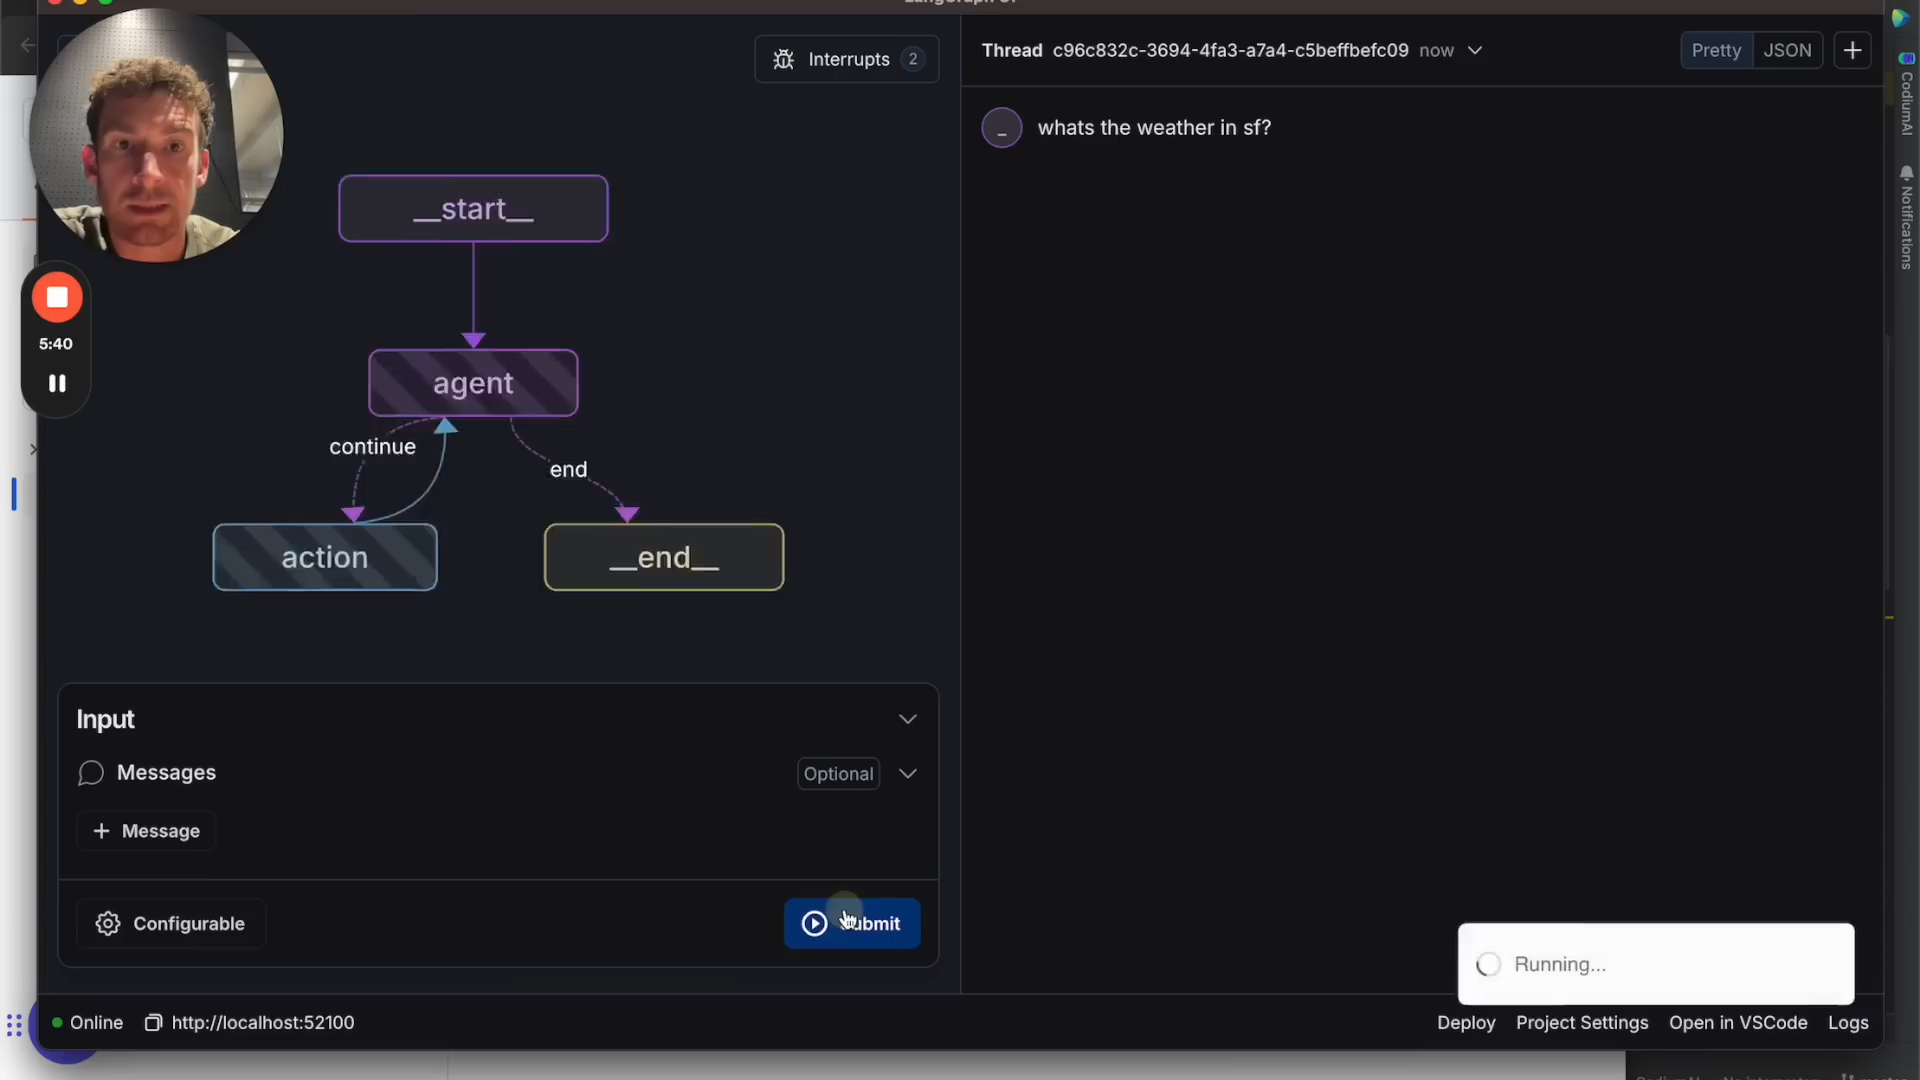 Interrupts 2
Thread c96c832c-3694-4fa3-a7a4-c5beffbefc09 now
Pretty JSON
whats the weather in sf?
__start__
agent
continue
end
action
__end__
5:40
Input
Messages
Optional
Message
Configurable
Submit
Running...
Online
http://localhost:52100
Deploy
Project Settings
Open in VSCode
Logs
CodiumAI
Notifications